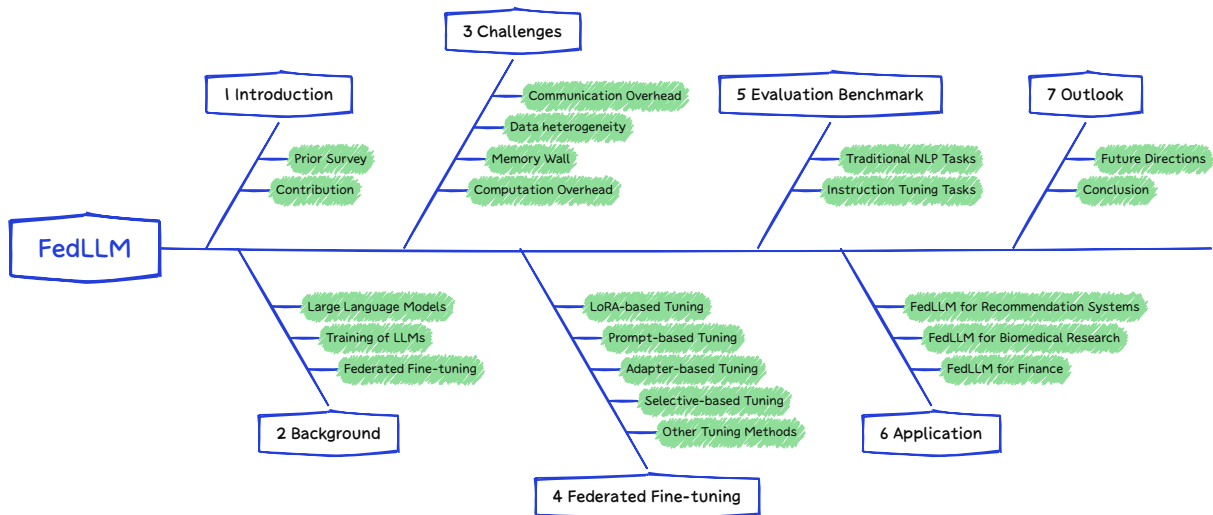 FedLLM
1 Introduction
Prior Survey
Contribution
2 Background
Large Language Models
Training of LLMs
Federated Fine-tuning
3 Challenges
Communication Overhead
Data heterogeneity
Memory Wall
Computation Overhead
4 Federated Fine-tuning
LoRA-based Tuning
Prompt-based Tuning
Adapter-based Tuning
Selective-based Tuning
Other Tuning Methods
5 Evaluation Benchmark
Traditional NLP Tasks
Instruction Tuning Tasks
6 Application
FedLLM for Recommendation Systems
FedLLM for Biomedical Research
FedLLM for Finance
7 Outlook
Future Directions
Conclusion